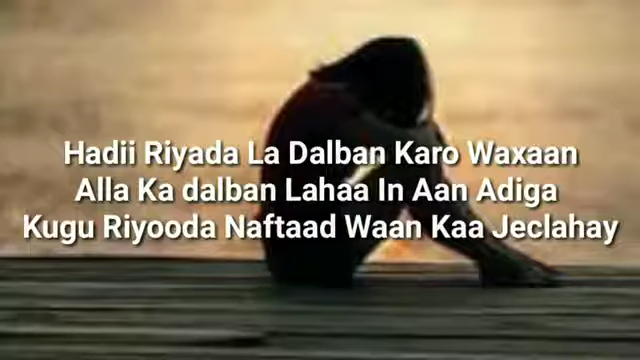 Hadii Riyada La Dalban Karo Waxaan
Alla Ka dalban Lahaa In Aan Adiga
Kugu Riyooda Naftaad Waan Kaa Jeclahay